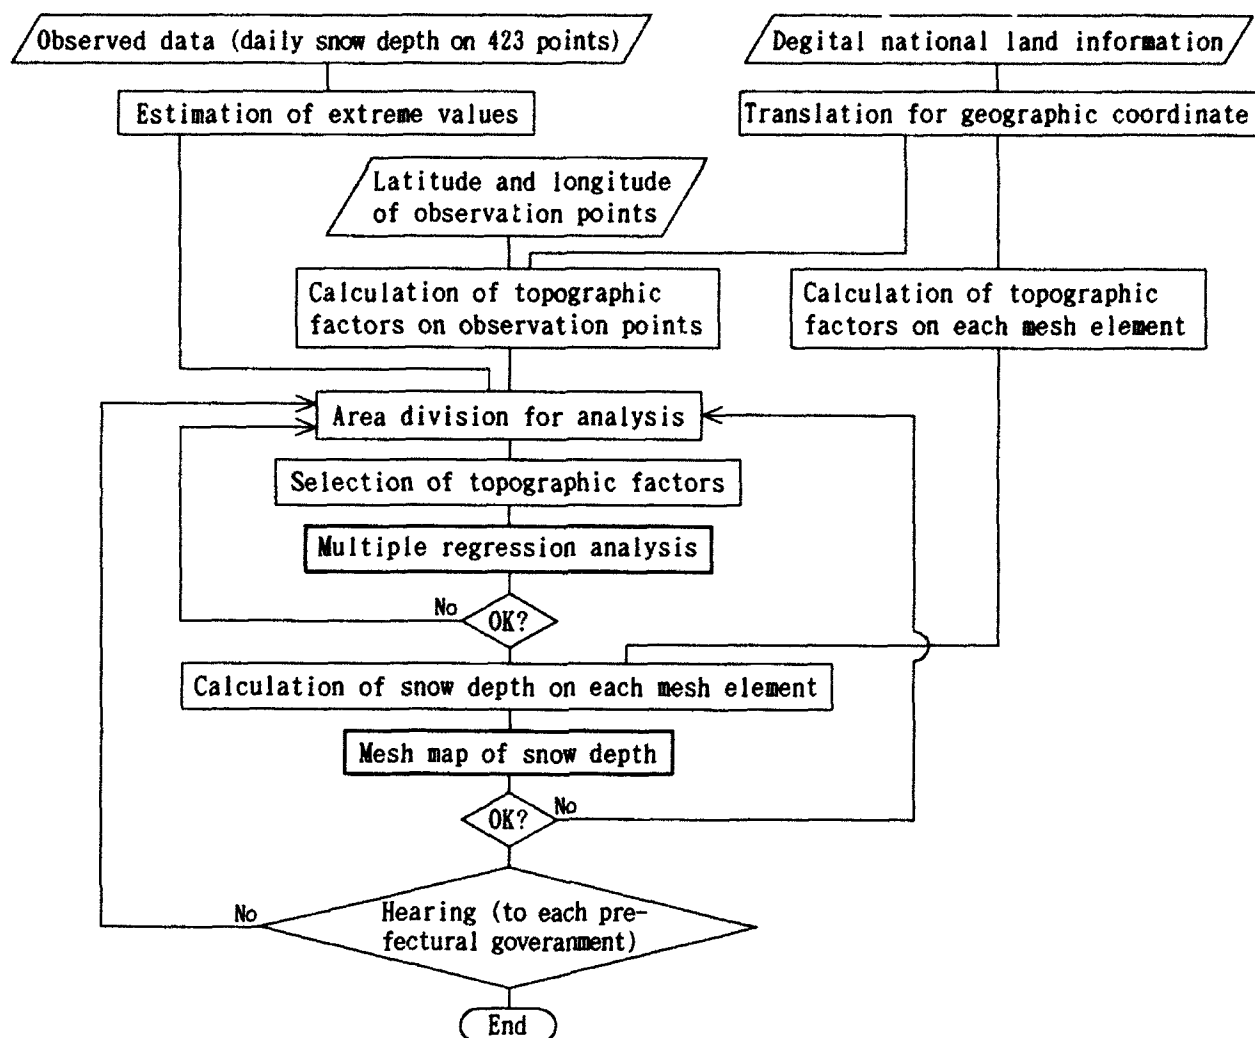 Observed data (daily snow depth on 423 points)
Degital national land information
Estimation of extreme values
Translation for geographic coordinate
Latitude and longitude
of observation points
Calculation of topographic
factors on observation points
Calculation of topographic
factors on each mesh element
Area division for analysis
Selection of topographic factors
Multiple regression analysis
No
OK?
Calculation of snow depth on each mesh element
Mesh map of snow depth
OK?
No
No
Hearing (to each pre-
fectural goveranment)
End